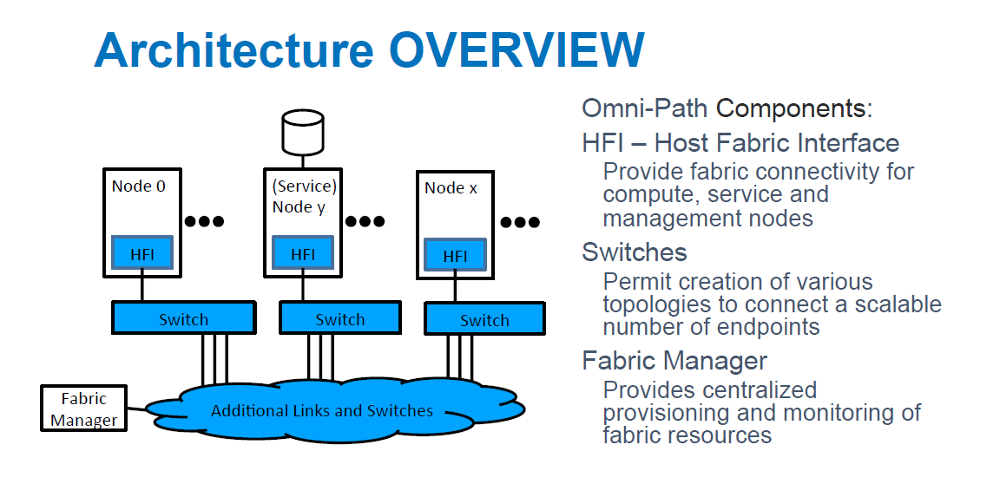 Architecture OVERVIEW
Node 0
HFI
(Service)
Node y
HFI
Node x
HFI
Switch
Switch
Switch
Fabric
Manager
Additional Links and Switches
Omni-Path Components:
HFI – Host Fabric Interface
Provide fabric connectivity for
compute, service and
management nodes
Switches
Permit creation of various
topologies to connect a scalable
number of endpoints
Fabric Manager
Provides centralized
provisioning and monitoring of
fabric resources